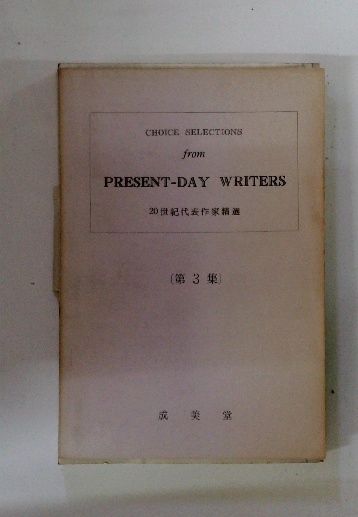 CHOICE SELECTIONS
from
PRESENT-DAY WRITERS
20世紀代表作家精選
(第 3 集)
成 美 堂